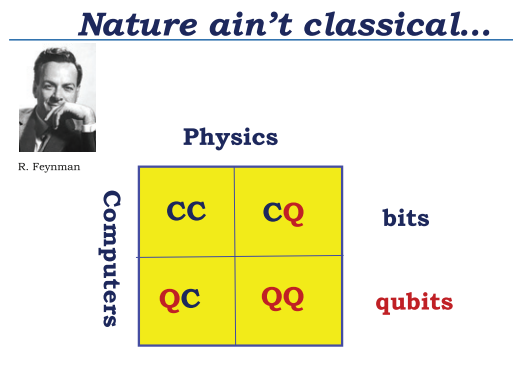 Nature ain't classical...
R. Feynman
Physics
Computers
CC CQ bits
QC QQ qubits